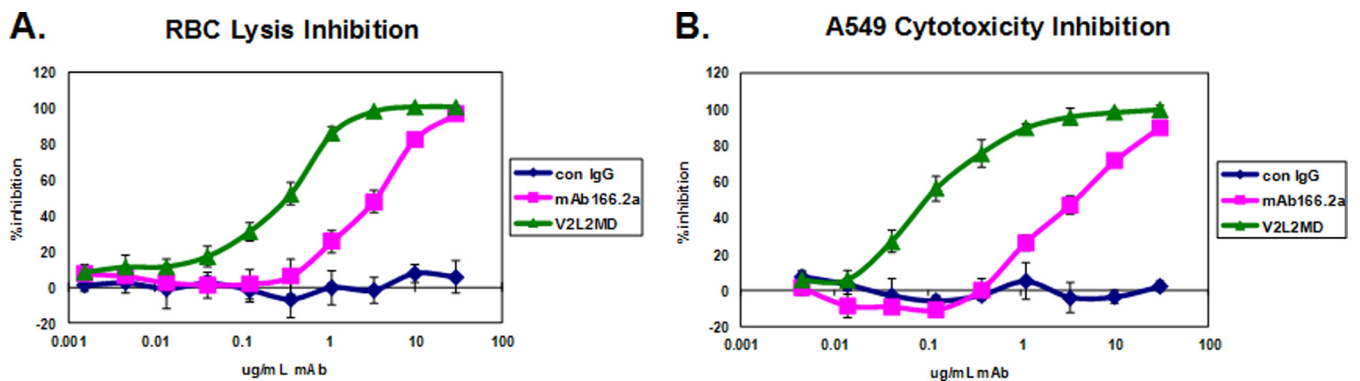 A.
RBC Lysis Inhibition
120
100
80
60
40
20
0
-20
%inhibition
0.001
0.01
0.1
1
10
100
ug/mL mAb
con IgG
mAb166.2a
V2L2MD
B.
A549 Cytotoxicity Inhibition
120
100
80
60
40
20
0
-20
%inhibition
0.001
0.01
0.1
1
10
100
ug/mL mAb
con IgG
mAb166.2a
V2L2MD